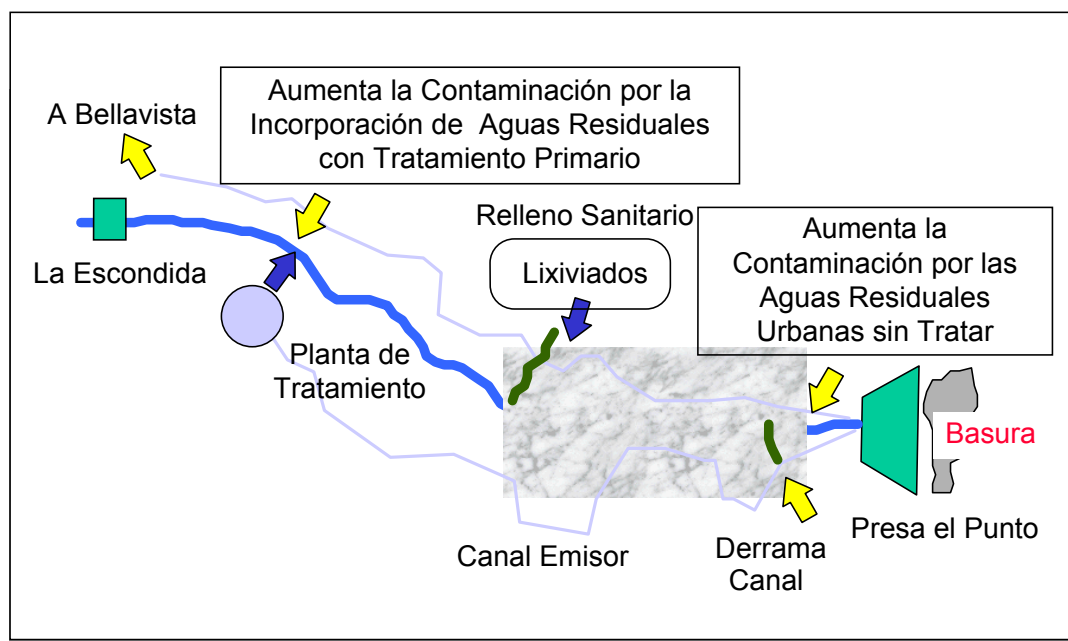 Aumenta la Contaminación por la
Incorporación de Aguas Residuales
con Tratamiento Primario
A Bellavista
Relleno Sanitario
Lixiviados
Aumenta la
Contaminación por las
Aguas Residuales
Urbanas sin Tratar
La Escondida
Planta de
Tratamiento
Basura
Canal Emisor
Derrama
Canal
Presa el Punto